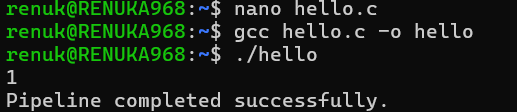 renuk@RENUKA968:~$ nano hello.c
renuk@RENUKA968:~$ gcc hello.c -o hello
renuk@RENUKA968:~$ ./hello
1
Pipeline completed successfully.